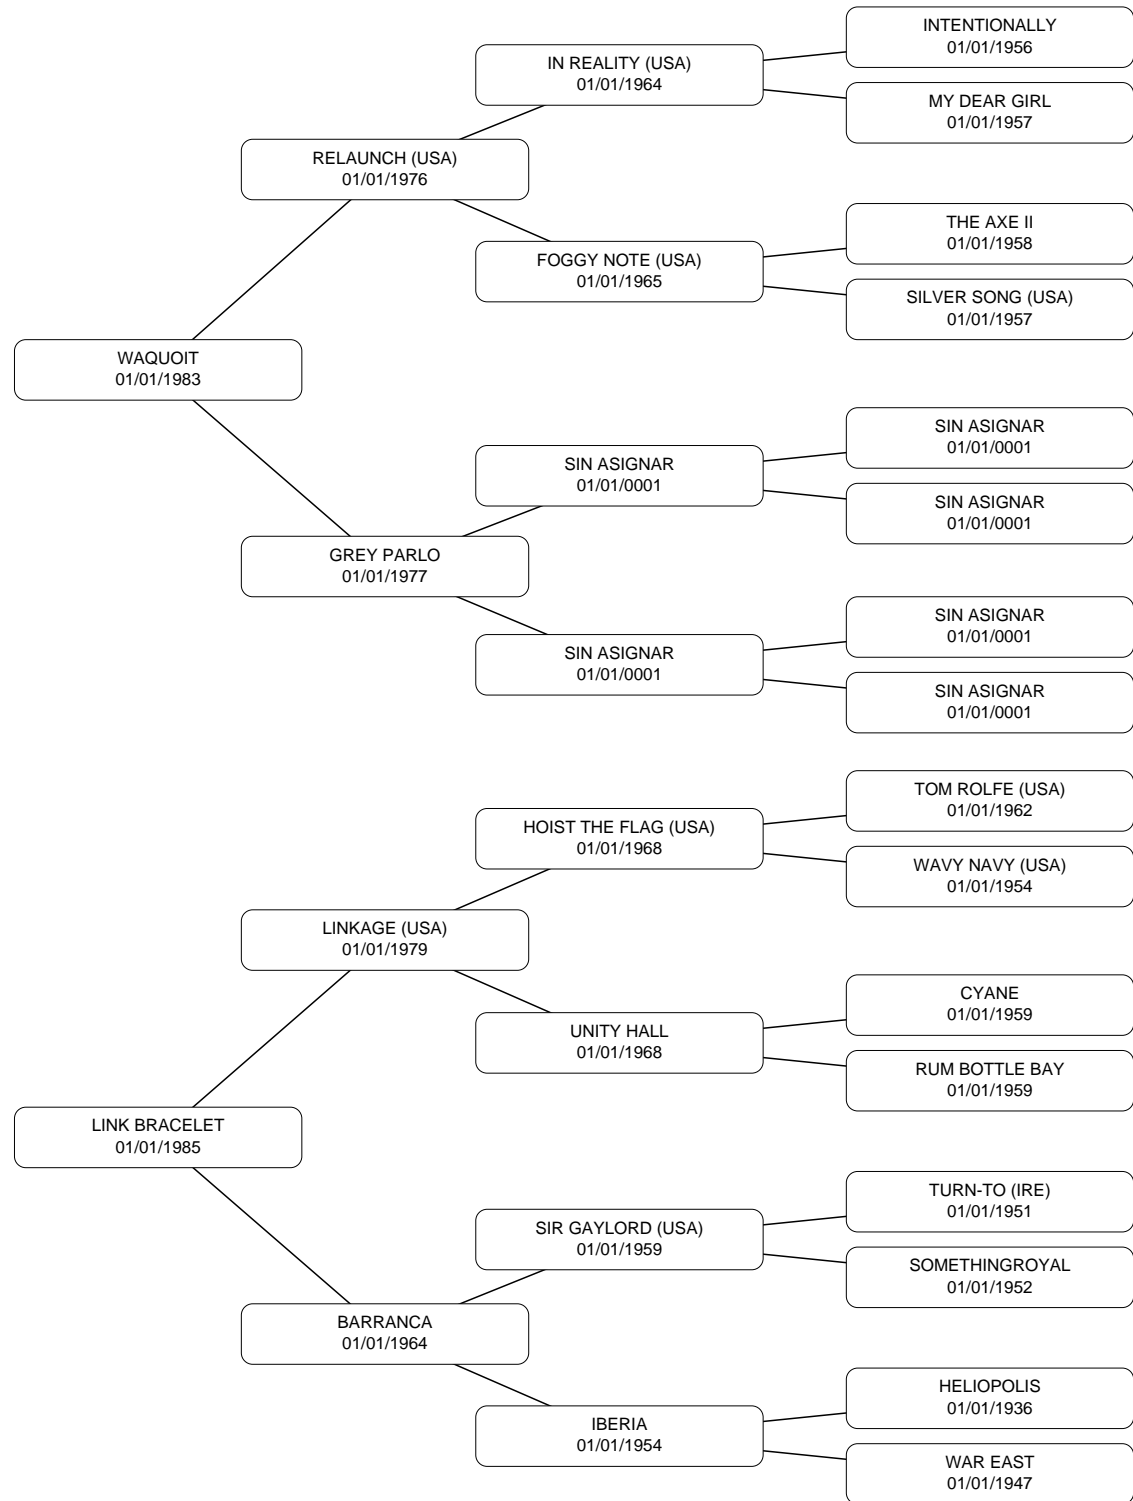 INTENTIONALLY
01/01/1956
IN REALITY (USA)
01/01/1964
MY DEAR GIRL
01/01/1957
RELAUNCH (USA)
01/01/1976
THE AXE II
01/01/1958
FOGGY NOTE (USA)
01/01/1965
SILVER SONG (USA)
01/01/1957
WAQUOIT
01/01/1983
SIN ASIGNAR
01/01/0001
SIN ASIGNAR
01/01/0001
SIN ASIGNAR
01/01/0001
GREY PARLO
01/01/1977
SIN ASIGNAR
01/01/0001
SIN ASIGNAR
01/01/0001
SIN ASIGNAR
01/01/0001
TOM ROLFE (USA)
01/01/1962
HOIST THE FLAG (USA)
01/01/1968
WAVY NAVY (USA)
01/01/1954
LINKAGE (USA)
01/01/1979
CYANE
01/01/1959
UNITY HALL
01/01/1968
RUM BOTTLE BAY
01/01/1959
LINK BRACELET
01/01/1985
TURN-TO (IRE)
01/01/1951
SIR GAYLORD (USA)
01/01/1959
SOMETHINGROYAL
01/01/1952
BARRANCA
01/01/1964
HELIOPOLIS
01/01/1936
IBERIA
01/01/1954
WAR EAST
01/01/1947